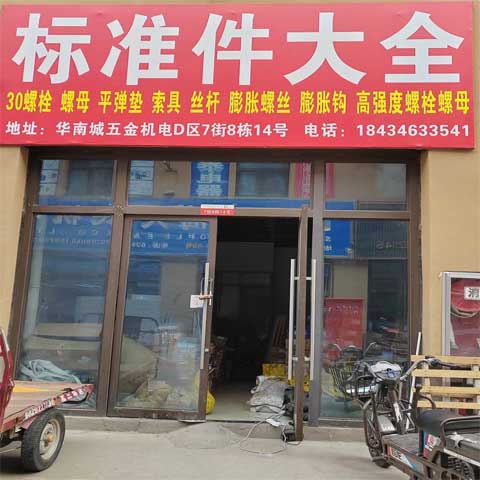 标准件大全
30螺栓 螺母 平弹垫 索具 丝杆 膨胀螺丝 膨胀钩 高强度螺栓螺母
地址：华南城五金机电D区7街8栋14号 电话：18434633541
消